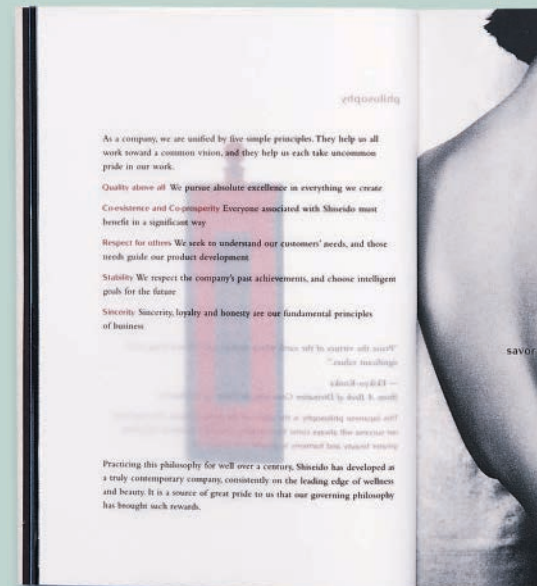 philosophy
As a company, we are unified by five simple principles. They help us all
work toward a common vision, and they help us each take uncommon
pride in our work.
Quality above all We pursue absolute excellence in everything we create
Co-existence and Co-prosperity Everyone associated with Shiseido must
benefit in a significant way
Respect for others We seek to understand our customers' needs, and those
needs guide our product development
Stability We respect the company's past achievements, and choose intelligent
goals for the future
Sincerity Sincerity, loyalty and honesty are our fundamental principles
of business
significant values."
Practicing this philosophy for well over a century, Shiseido has developed as
a truly contemporary company, consistently on the leading edge of wellness
and beauty. It is a source of great pride to us that our governing philosophy
has brought such rewards.
savor